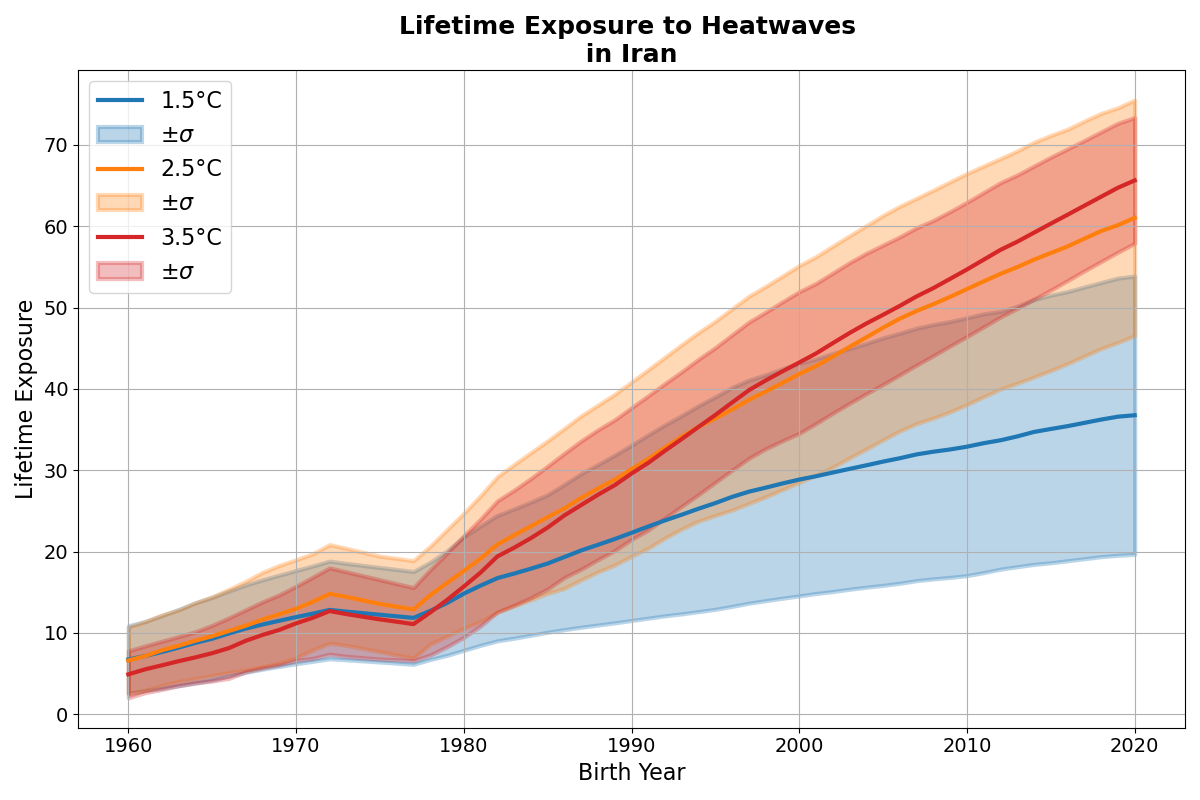 Lifetime Exposure to Heatwaves
in Iran
1.5°C
±σ
2.5°C
±σ
3.5°C
±σ
Lifetime Exposure
70
60
50
40
30
20
10
0
1960 1970 1980 1990 2000 2010 2020
Birth Year